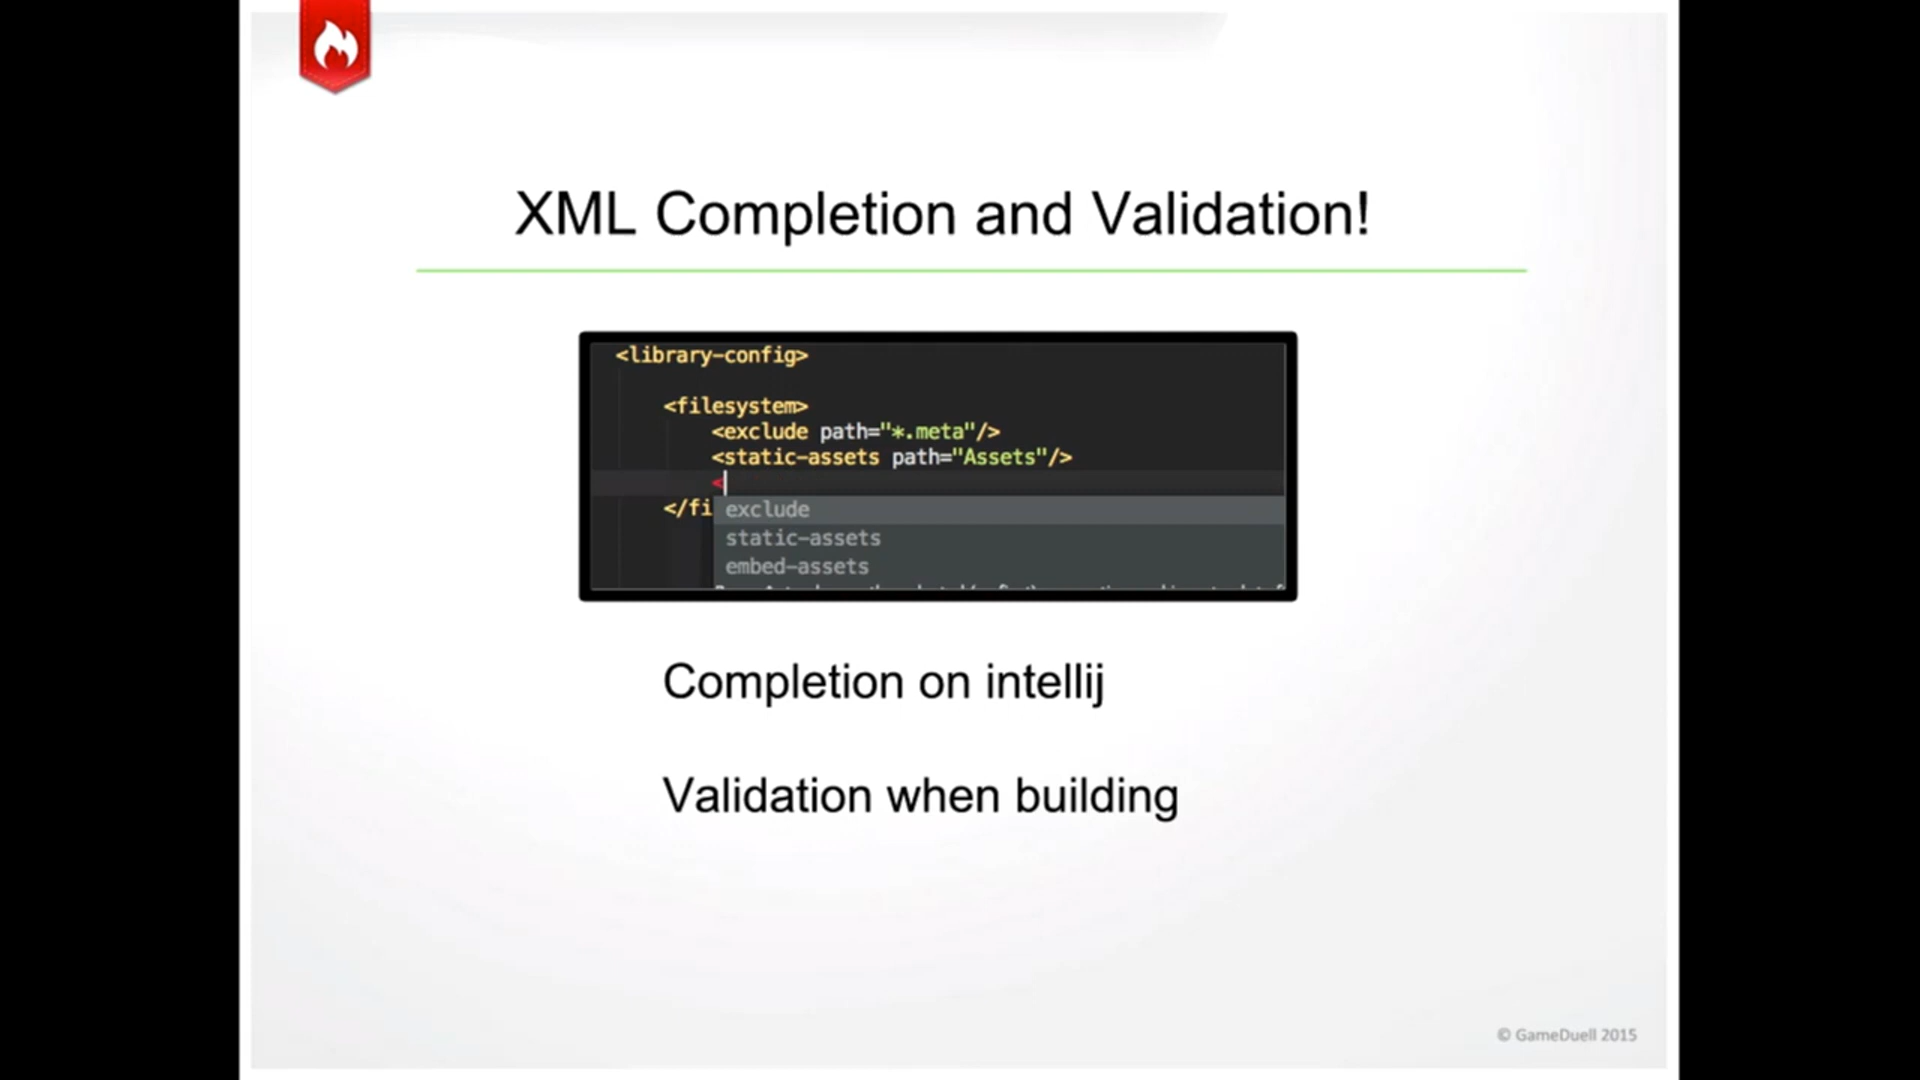 XML Completion and Validation!
<library-config>
<filesystem>
<exclude path="*.meta"/>
<static-assets path="Assets"/>
<
</fi
exclude
static-assets
embed-assets
Completion on intellij
Validation when building
© GameDuell 2015